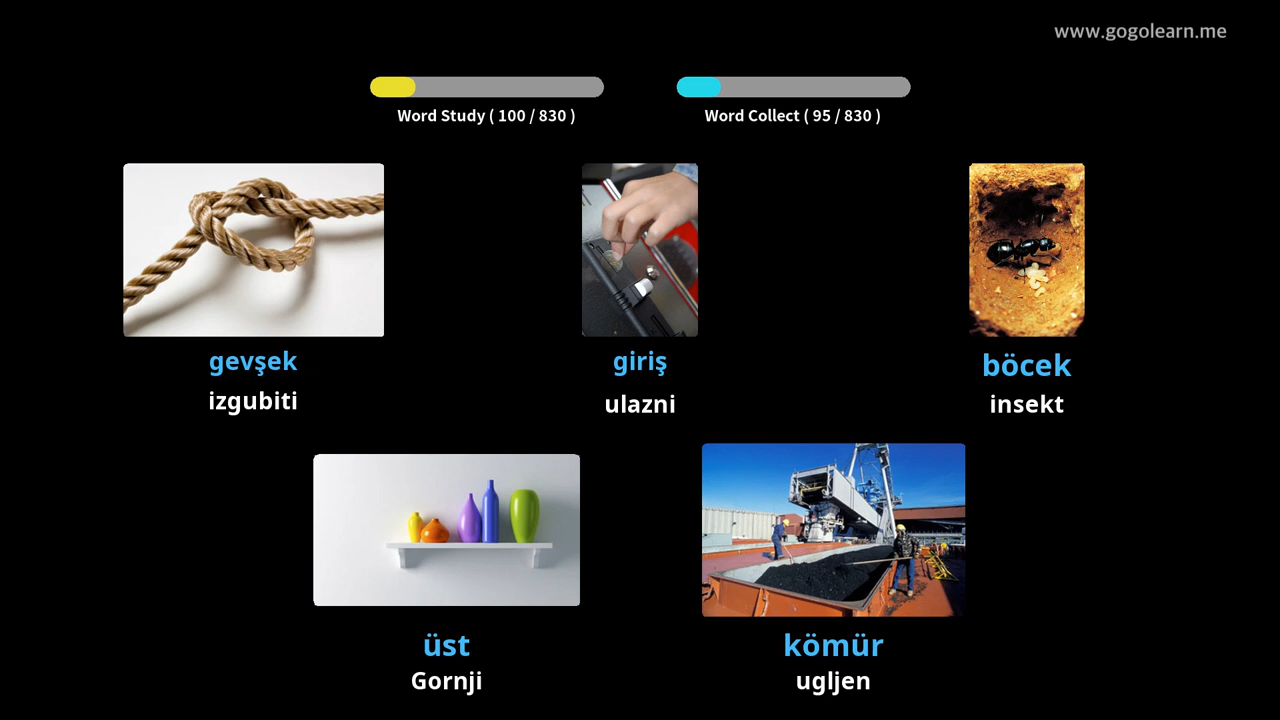 www.gogolearn.me
Word Study ( 100 / 830 )
Word Collect ( 95 / 830 )
gevşek
izgubiti
giriş
ulazni
böcek
insekt
üst
Gornji
kömür
ugljen